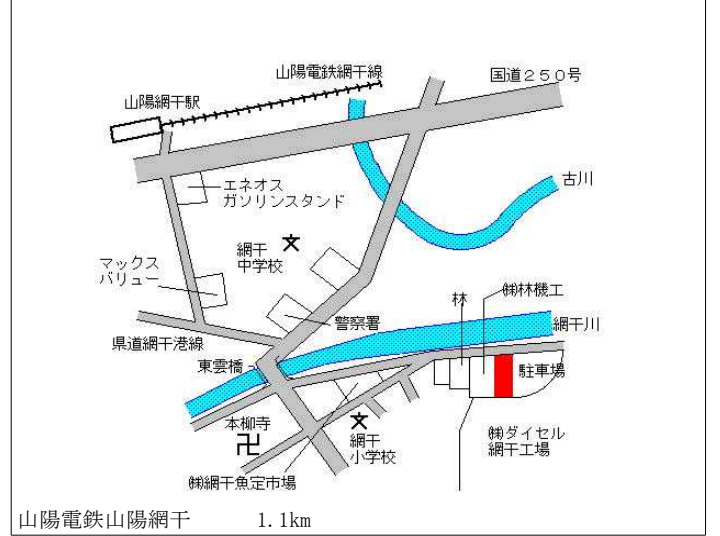 山陽電鉄網干線
国道２５０号
山陽網干駅
古川
エネオス
ガソリンスタンド
網干
中学校
マックス
バリュー
㈱林機工
林
警察署
網干川
県道網干港線
東雲橋
駐車場
本柳寺
網干
小学校
㈱ダイセル
網干工場
㈱網干魚定市場
山陽電鉄山陽網干　　1.1km